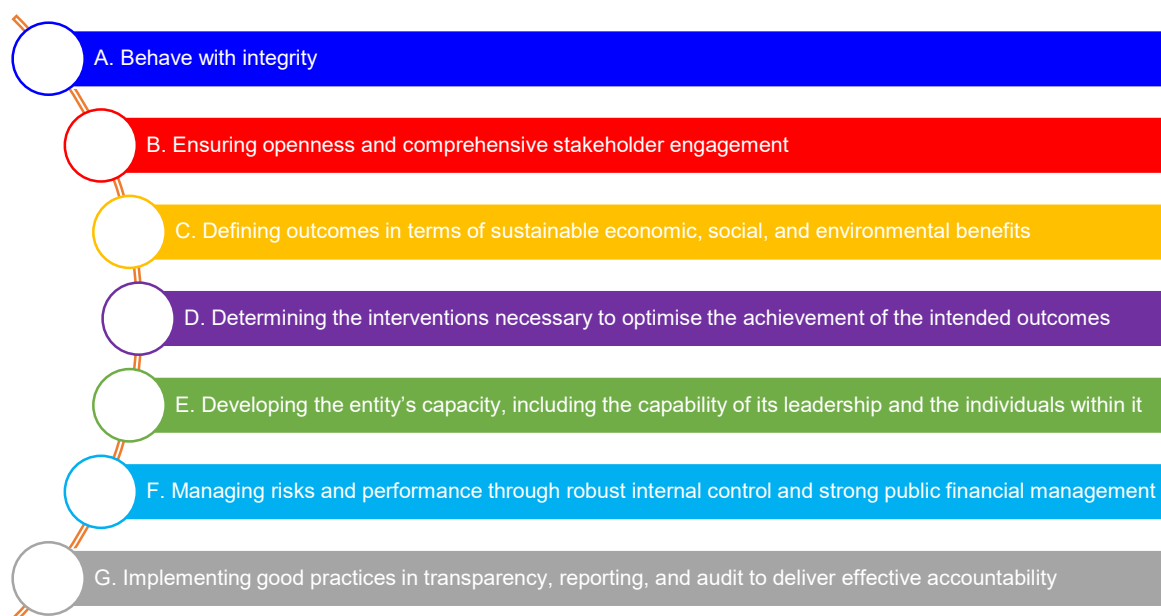 A. Behave with integrity
B. Ensuring openness and comprehensive stakeholder engagement
C. Defining outcomes in terms of sustainable economic, social, and environmental benefits
D. Determining the interventions necessary to optimise the achievement of the intended outcomes
E. Developing the entity’s capacity, including the capability of its leadership and the individuals within it
F. Managing risks and performance through robust internal control and strong public financial management
G. Implementing good practices in transparency, reporting, and audit to deliver effective accountability